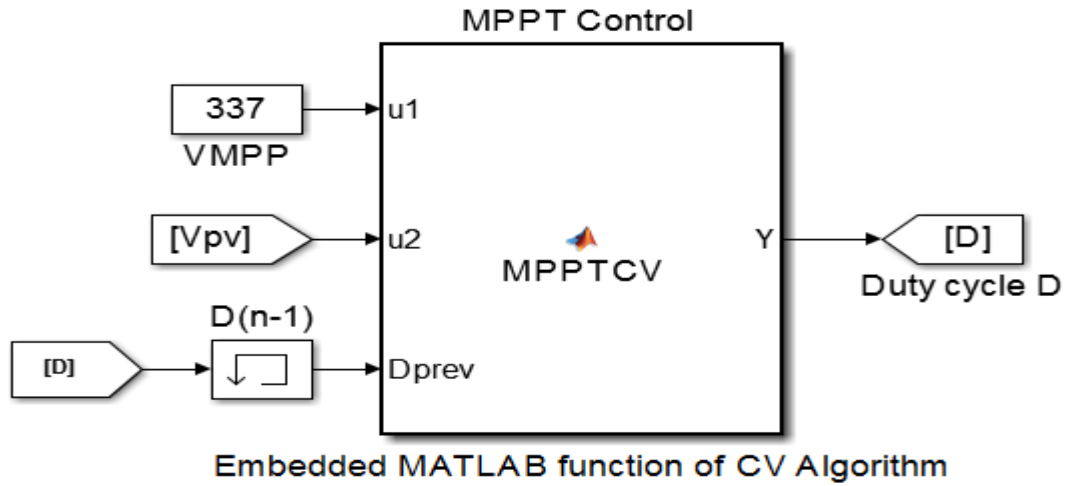 MPPT Control
337
u1
VMPP
[Vpv]
u2
MPPTCV
Y
[D]
Duty cycle D
D(n-1)
[D]
Dprev
Embedded MATLAB function of CV Algorithm